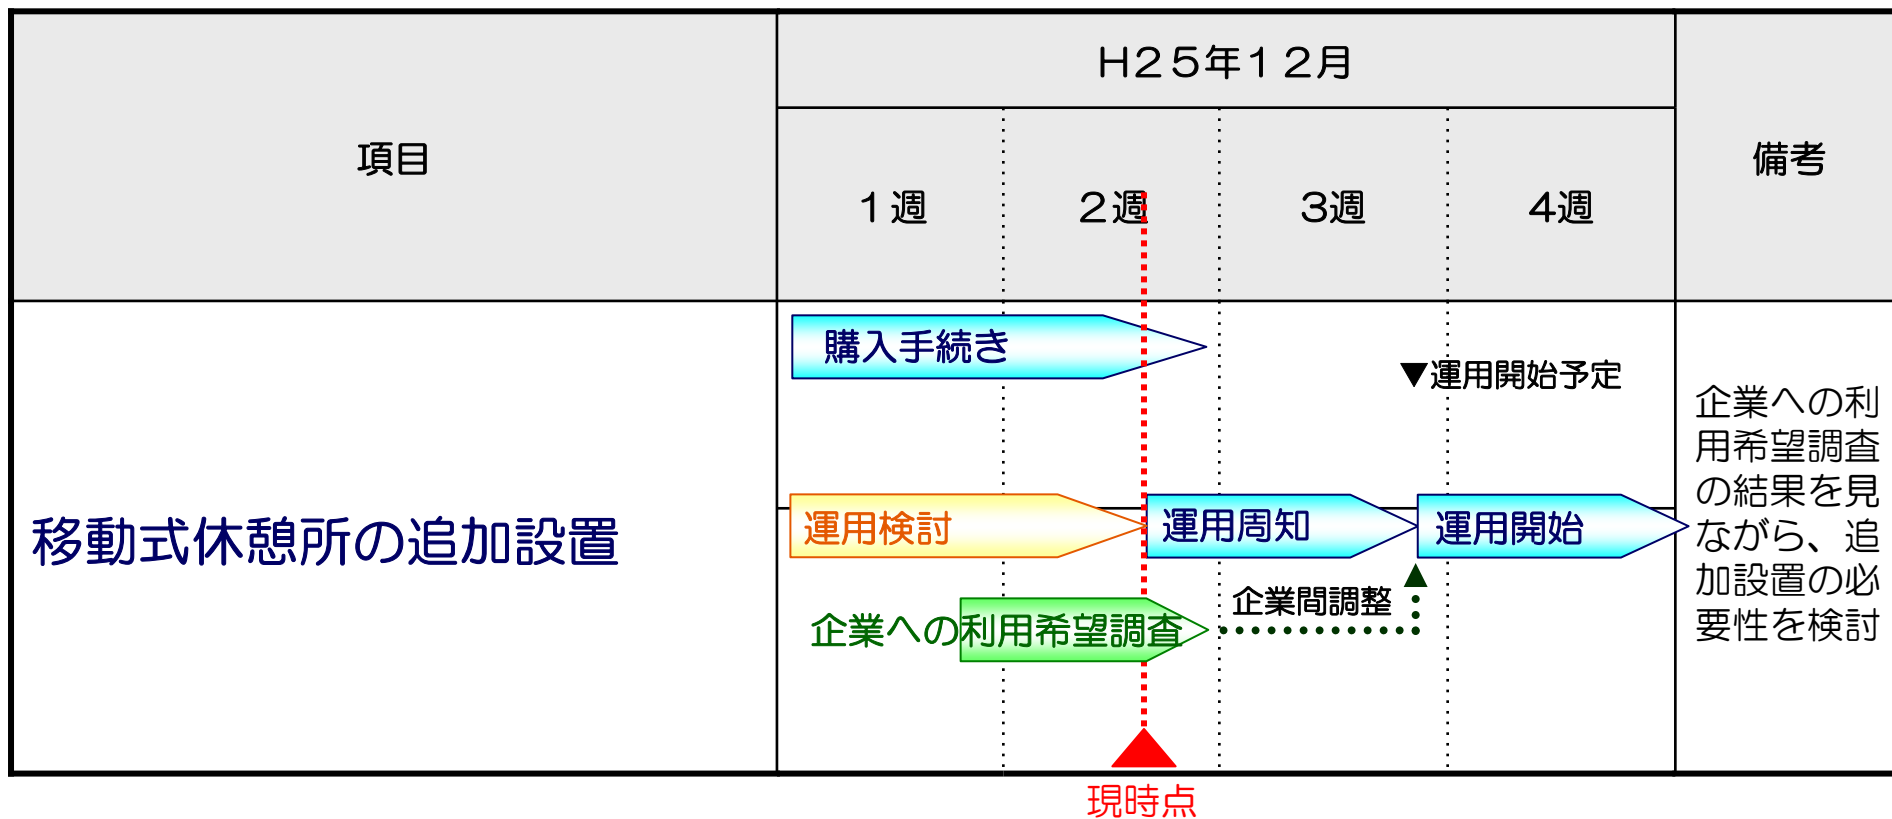 項目
H25年12月
備考
1週
2週
3週
4週
移動式休憩所の追加設置
購入手続き
▼運用開始予定
運用検討
運用周知
運用開始
企業への利用希望調査
企業間調整
企業への利
用希望調査
の結果を見
ながら、追
加設置の必
要性を検討
現時点